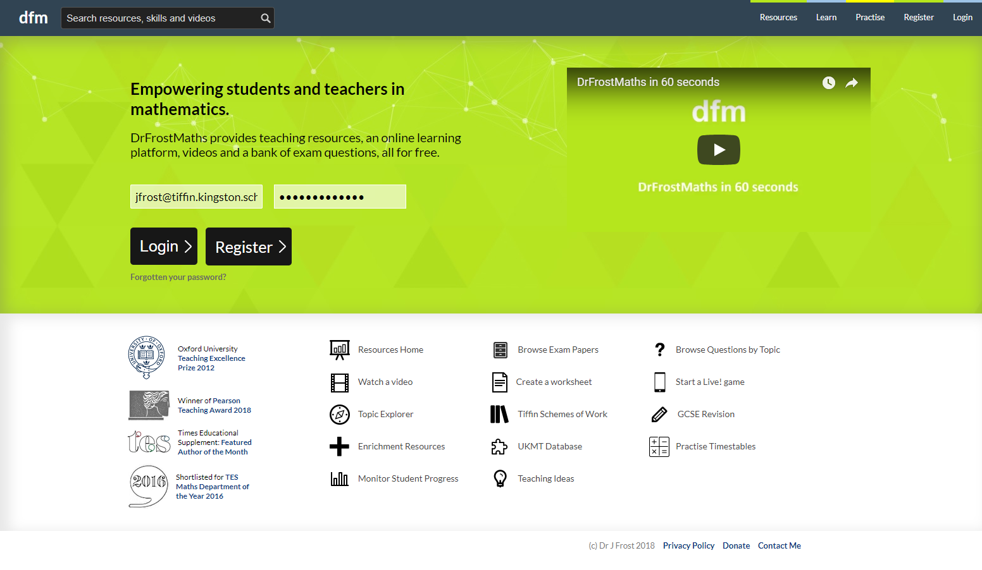 dfm
Search resources, skills and videos
Resources
Learn
Practise
Register
Login
Empowering students and teachers in
mathematics.
DrFrostMaths provides teaching resources, an online learning
platform, videos and a bank of exam questions, all for free.
jfrost@tiffin.kingston.sch
•••••••••••••
Login
Register
Forgotten your password?
DrFrostMaths in 60 seconds
dfm
DrFrostMaths in 60 seconds
Oxford University
Teaching Excellence
Prize 2012
Winner of Pearson
Teaching Award 2018
tes
Times Educational
Supplement: Featured
Author of the Month
2016
Shortlisted for TES
Maths Department of
the Year 2016
Resources Home
Watch a video
Topic Explorer
Enrichment Resources
Monitor Student Progress
Browse Exam Papers
Create a worksheet
Tiffin Schemes of Work
UKMT Database
Teaching Ideas
? Browse Questions by Topic
Start a Live! game
GCSE Revision
Practise Timestables
(c) Dr J Frost 2018 Privacy Policy Donate Contact Me